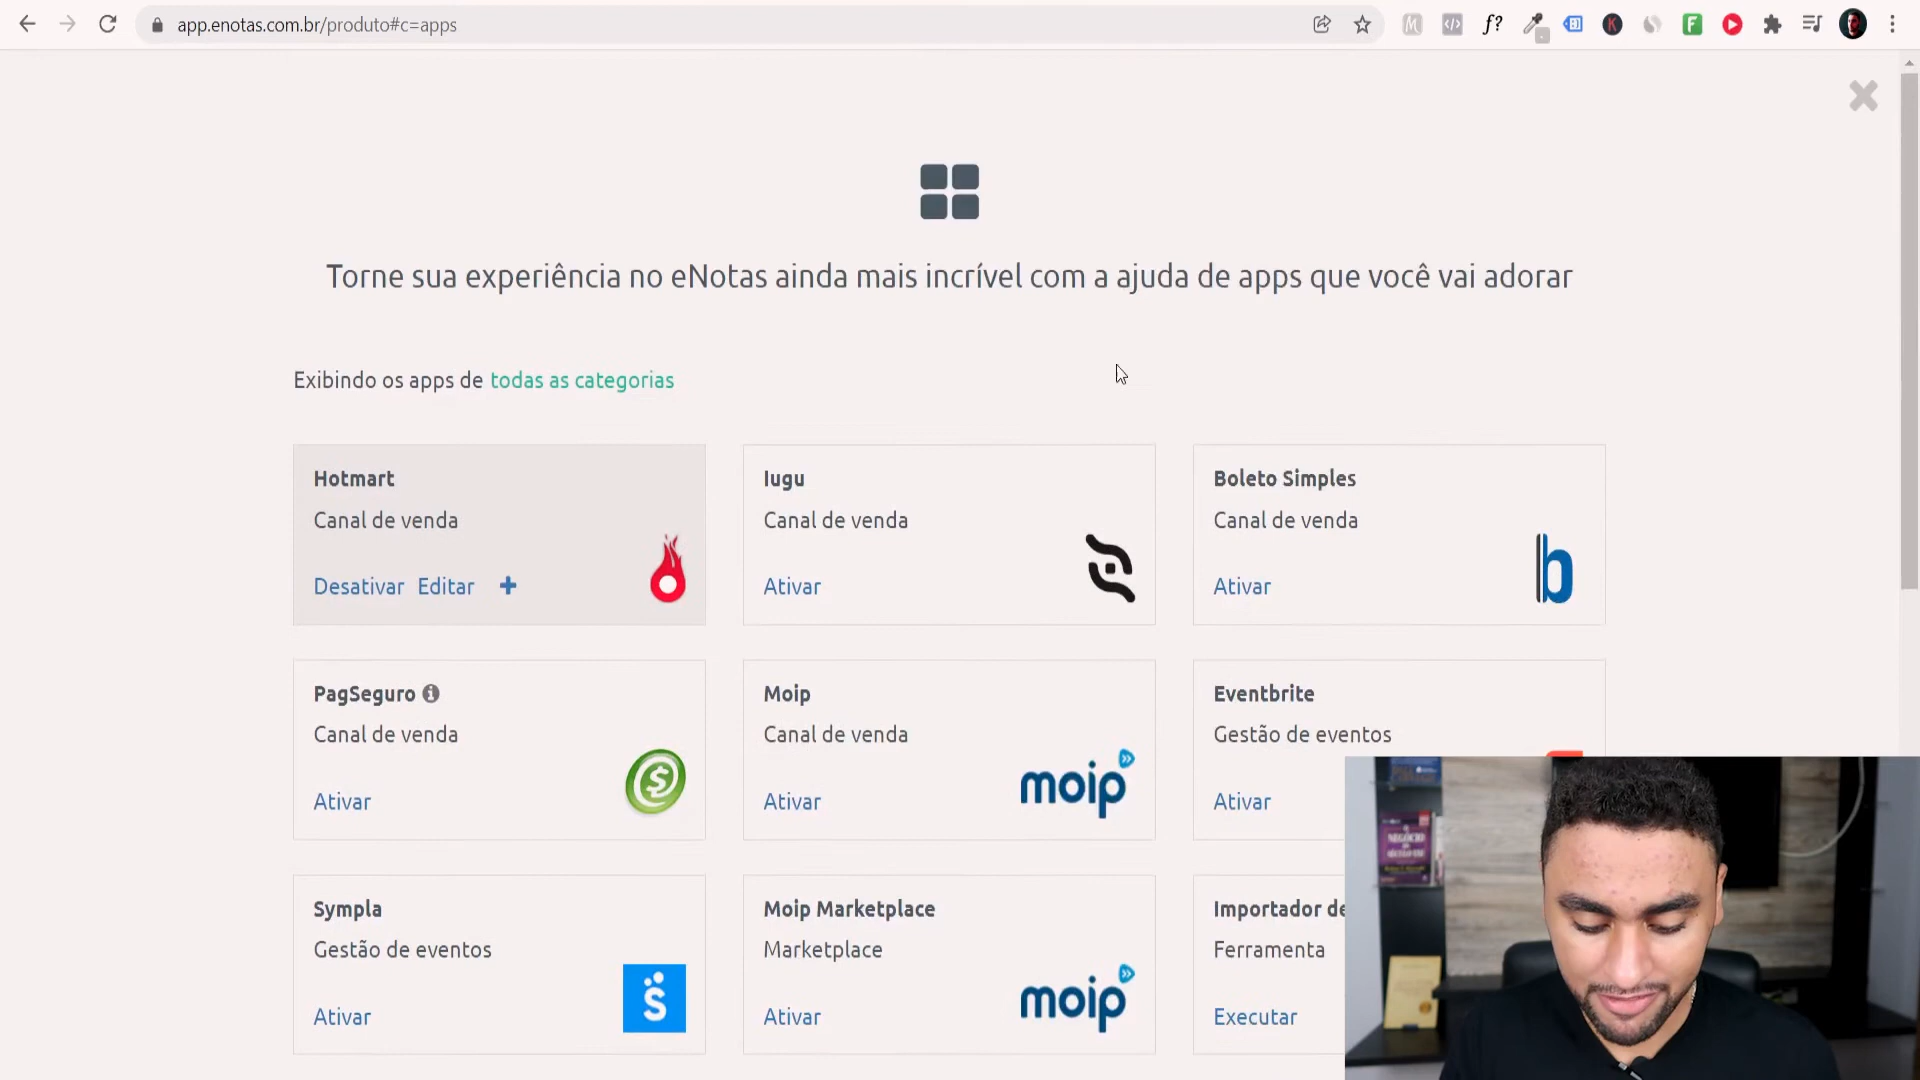 app.enotas.com.br/produto#c=apps
Torne sua experiência no eNotas ainda mais incrível com a ajuda de apps que você vai adorar
Exibindo os apps de todas as categorias
Hotmart
Canal de venda
Desativar Editar +
Iugu
Canal de venda
Ativar
Boleto Simples
Canal de venda
Ativar
b
PagSeguro
Canal de venda
Ativar
Moip
Canal de venda
Ativar
moip
Eventbrite
Gestão de eventos
Ativar
Sympla
Gestão de eventos
Ativar
S
Moip Marketplace
Marketplace
Ativar
moip
Importador de
Ferramenta
Executar
NEGÓCIO